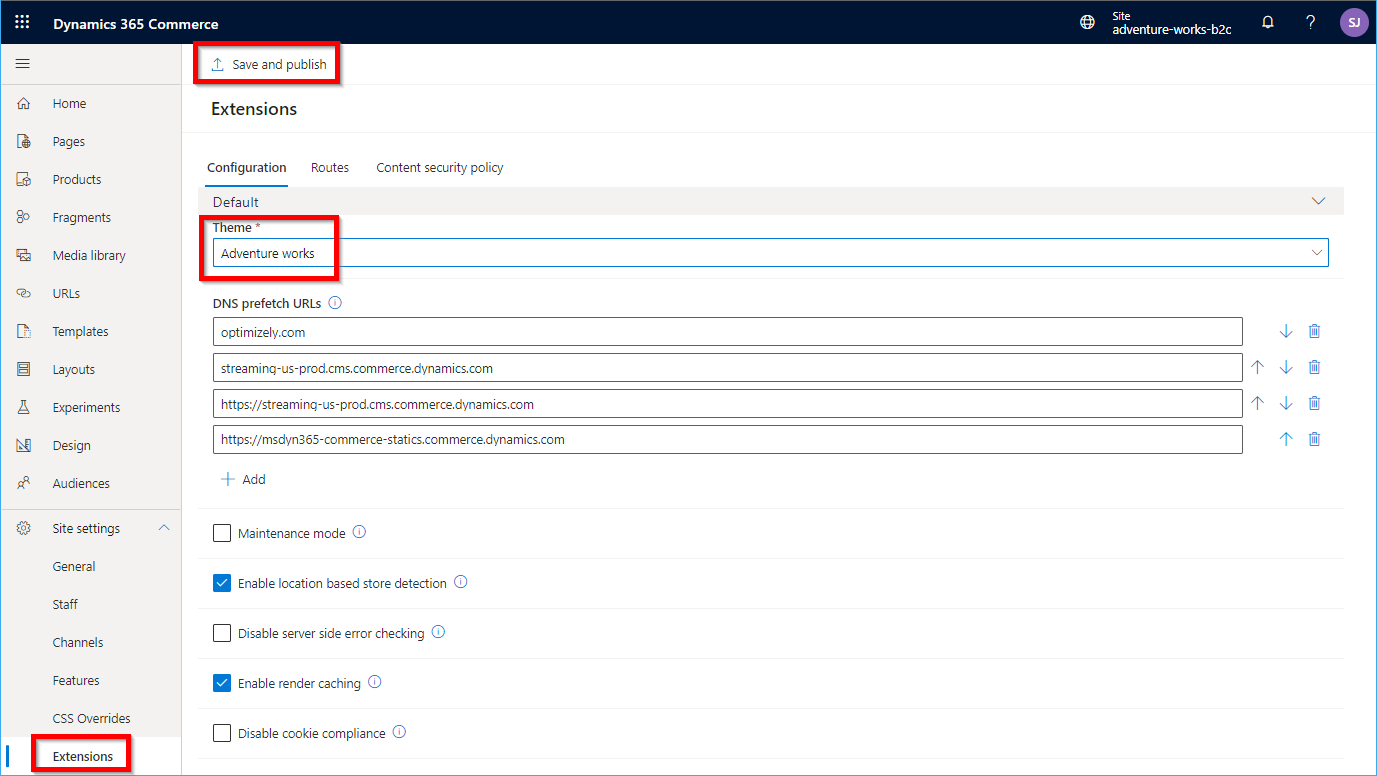 Dynamics 365 Commerce
Site
adventure-works-b2c
?
SJ
Save and publish
Extensions
Home
Pages
Products
Fragments
Media library
URLs
Templates
Layouts
Experiments
Design
Audiences
Site settings
General
Staff
Channels
Features
CSS Overrides
Extensions
Configuration
Routes
Content security policy
Default
Theme *
Adventure works
DNS prefetch URLs
optimizely.com
streaming-us-prod.cms.commerce.dynamics.com
https://streaming-us-prod.cms.commerce.dynamics.com
https://msdyn365-commerce-statics.commerce.dynamics.com
Add
Maintenance mode
Enable location based store detection
Disable server side error checking
Enable render caching
Disable cookie compliance